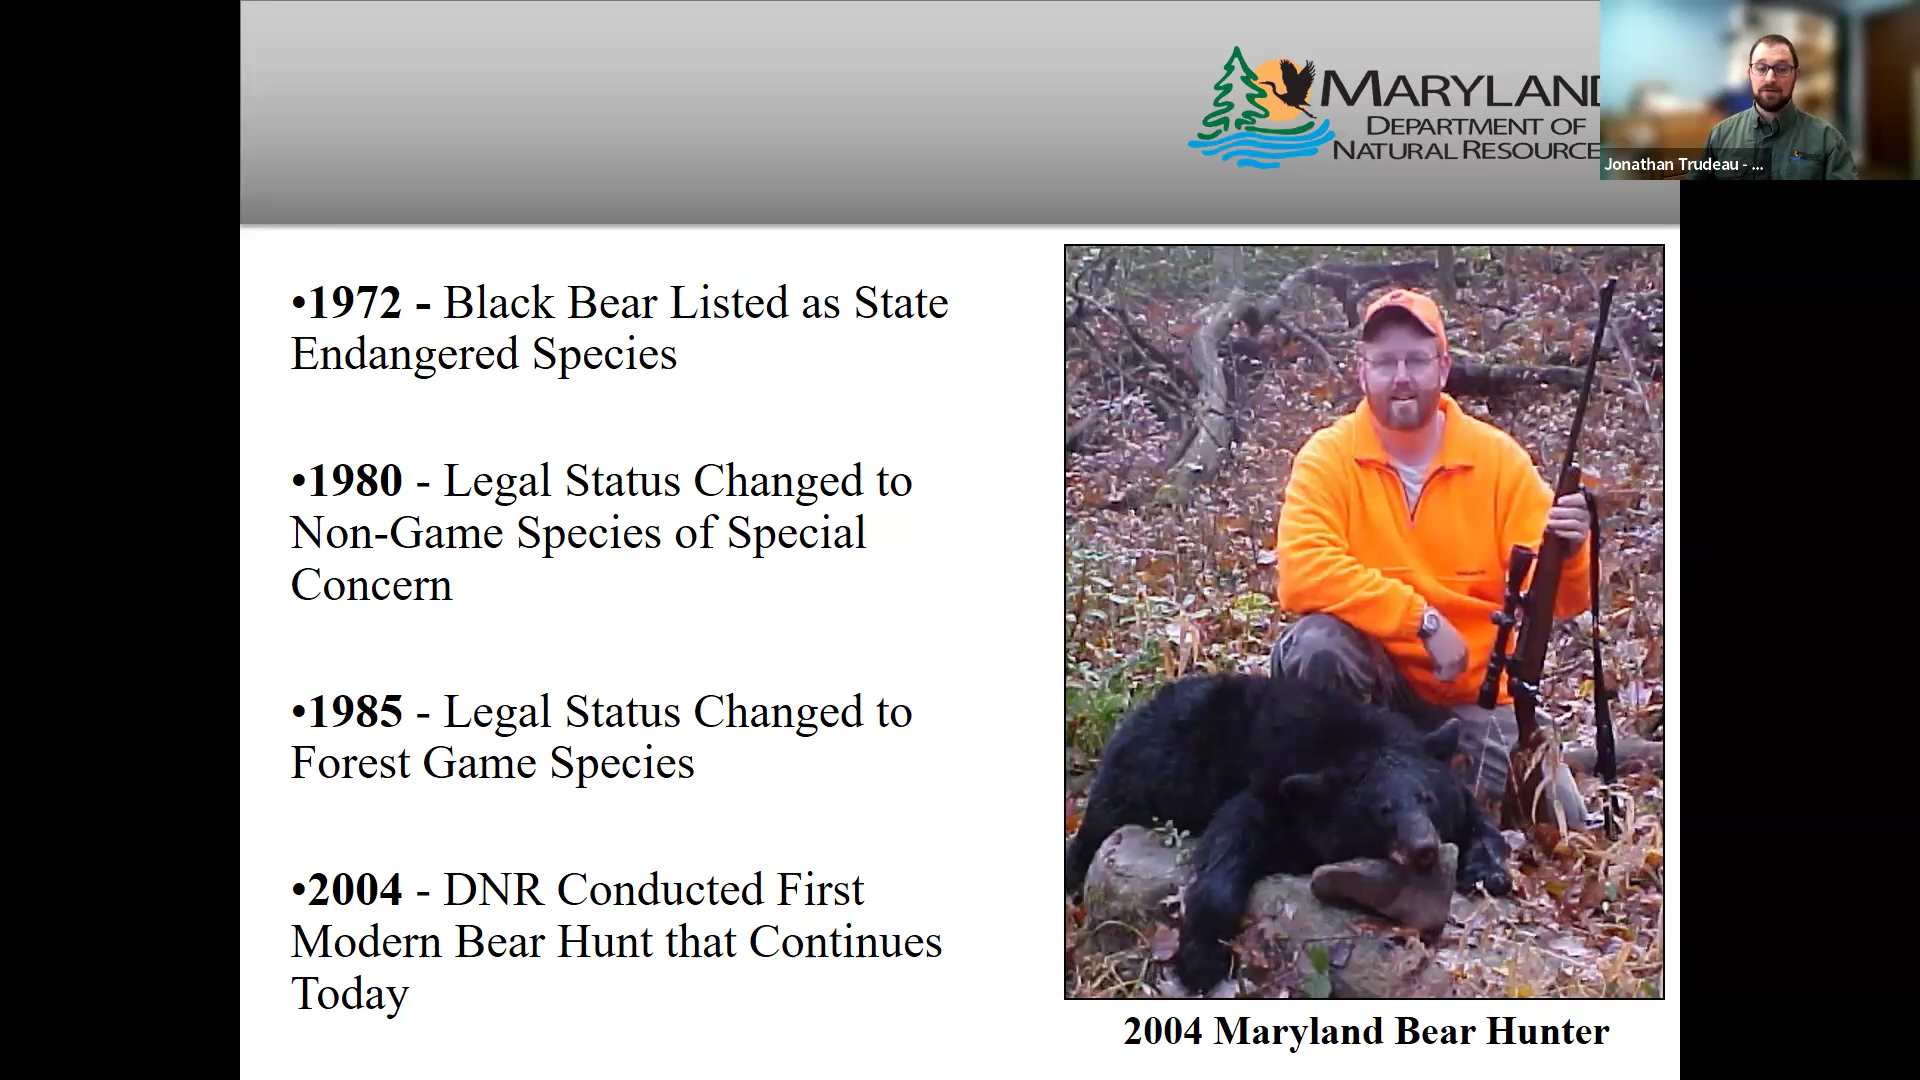 MARYLAND
DEPARTMENT OF
NATURAL RESOURCE
Jonathan Trudeau - ...
•1972 - Black Bear Listed as State
Endangered Species
•1980 - Legal Status Changed to
Non-Game Species of Special
Concern
•1985 - Legal Status Changed to
Forest Game Species
•2004 - DNR Conducted First
Modern Bear Hunt that Continues
Today
2004 Maryland Bear Hunter